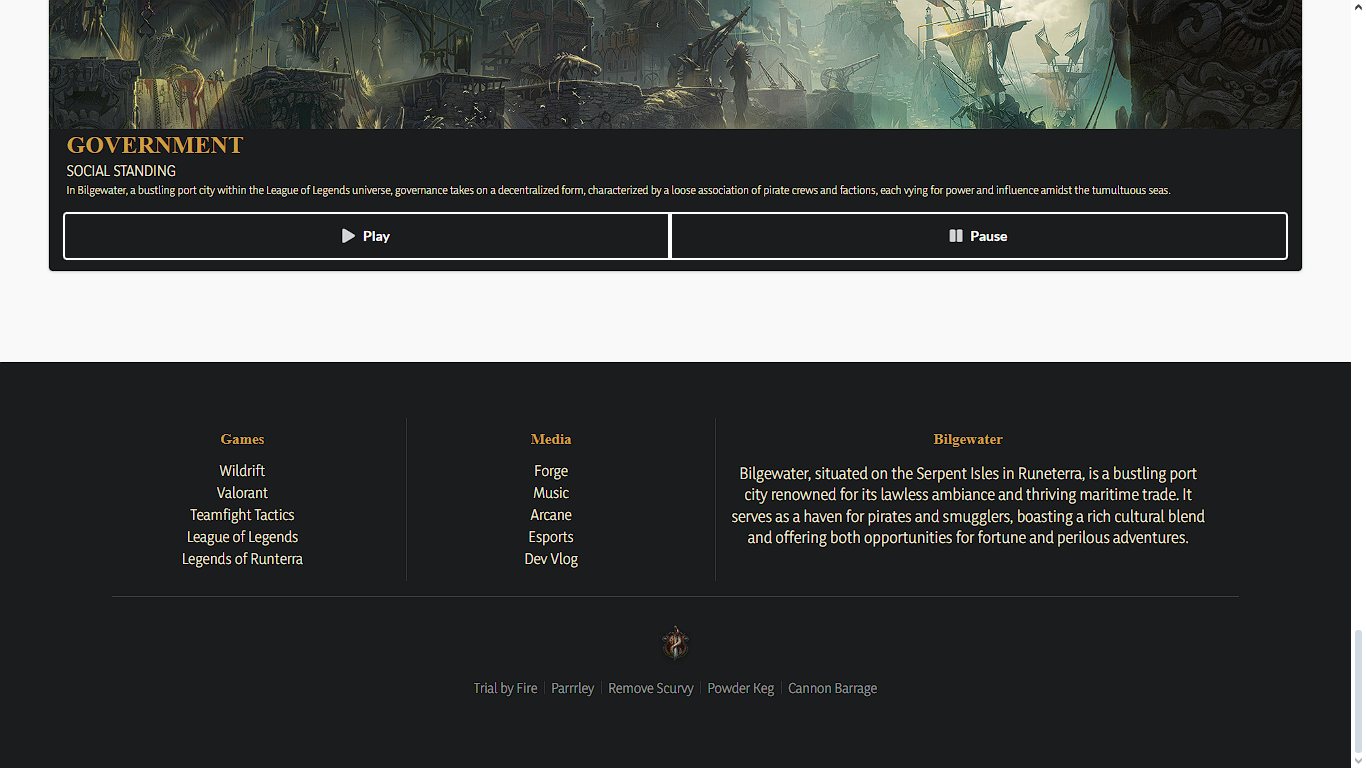 GOVERNMENT
SOCIAL STANDING
In Bilgewater, a bustling port city within the League of Legends universe, governance takes on a decentralized form, characterized by a loose association of pirate crews and factions, each vying for power and influence amidst the tumultuous seas.
Play
Pause
Games
Wildrift
Valorant
Teamfight Tactics
League of Legends
Legends of Runterra
Media
Forge
Music
Arcane
Esports
Dev Vlog
Bilgewater
Bilgewater, situated on the Serpent Isles in Runeterra, is a bustling port
city renowned for its lawless ambiance and thriving maritime trade. It
serves as a haven for pirates and smugglers, boasting a rich cultural blend
and offering both opportunities for fortune and perilous adventures.
Trial by Fire
Parrrley
Remove Scurvy
Powder Keg
Cannon Barrage